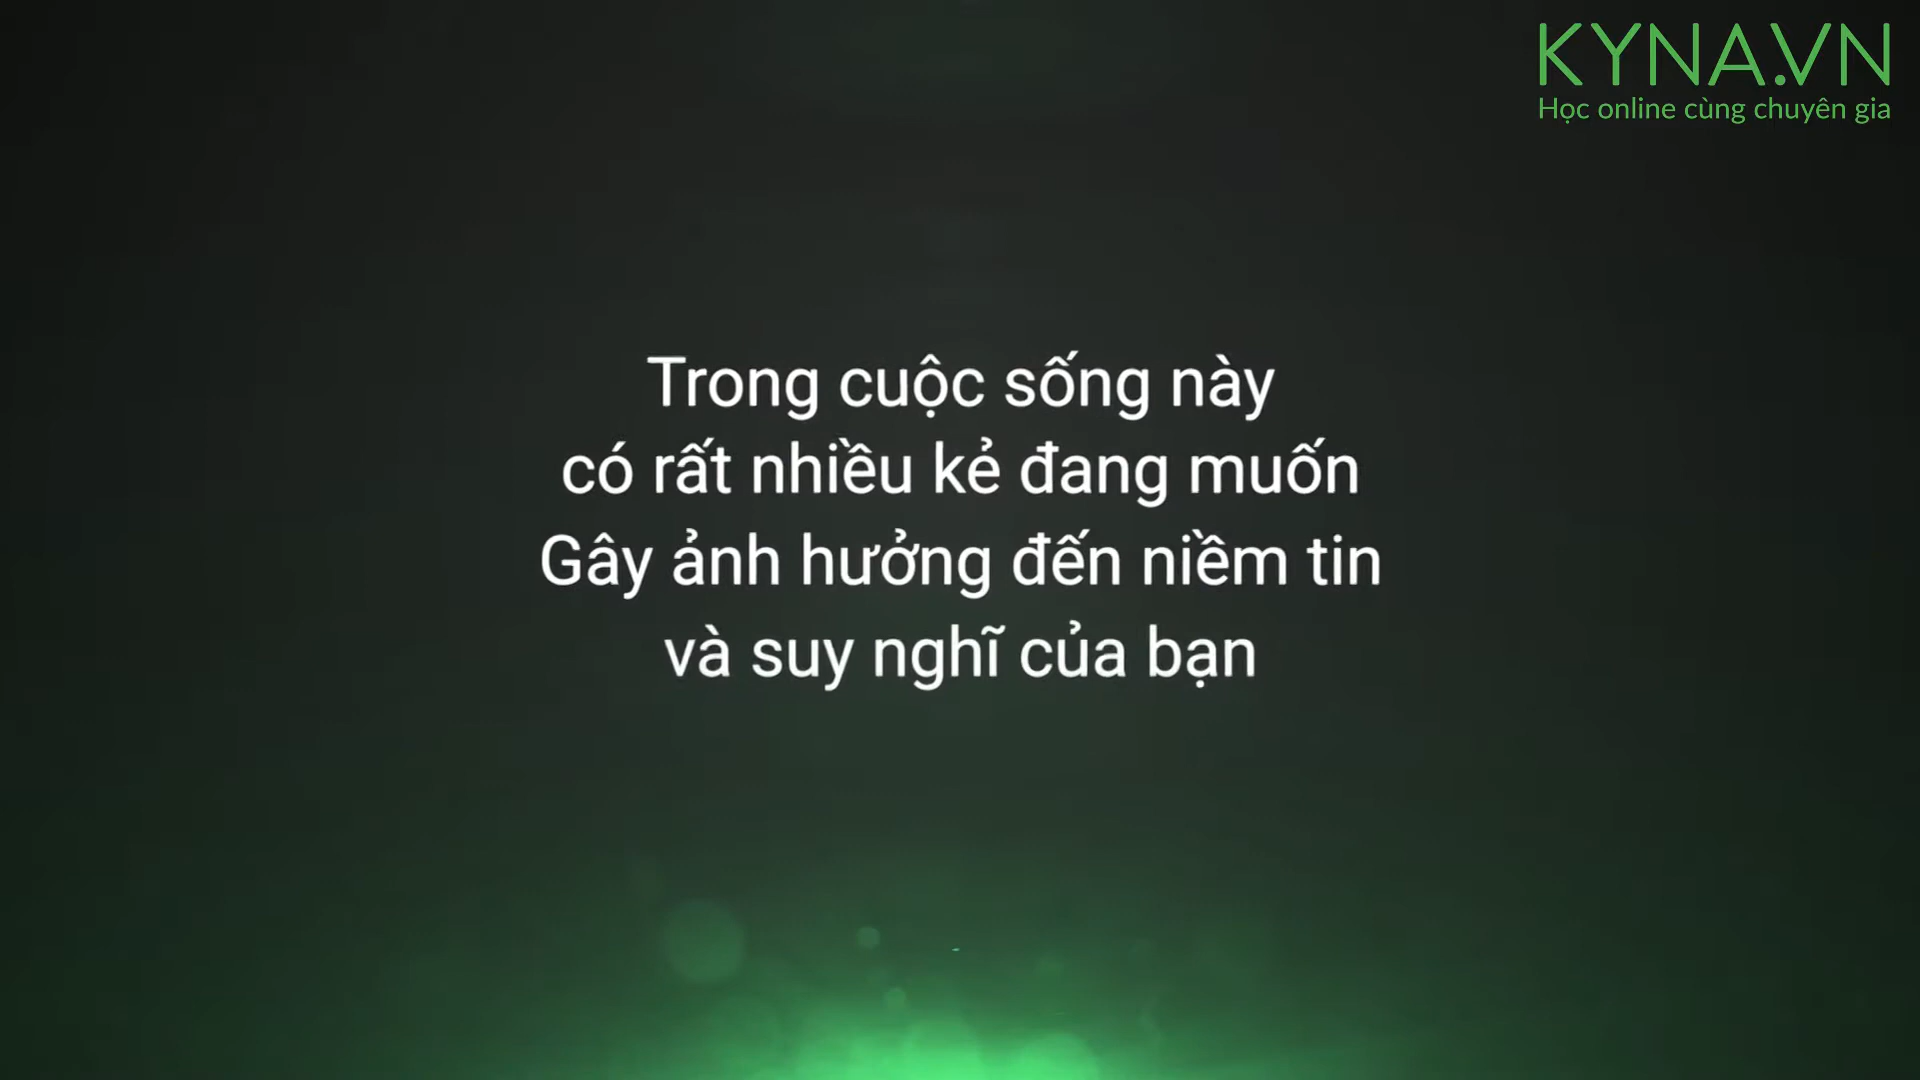 KYNA.VN
Học online cùng chuyên gia
Trong cuộc sống này
có rất nhiều kẻ đang muốn
Gây ảnh hưởng đến niềm tin
và suy nghĩ của bạn